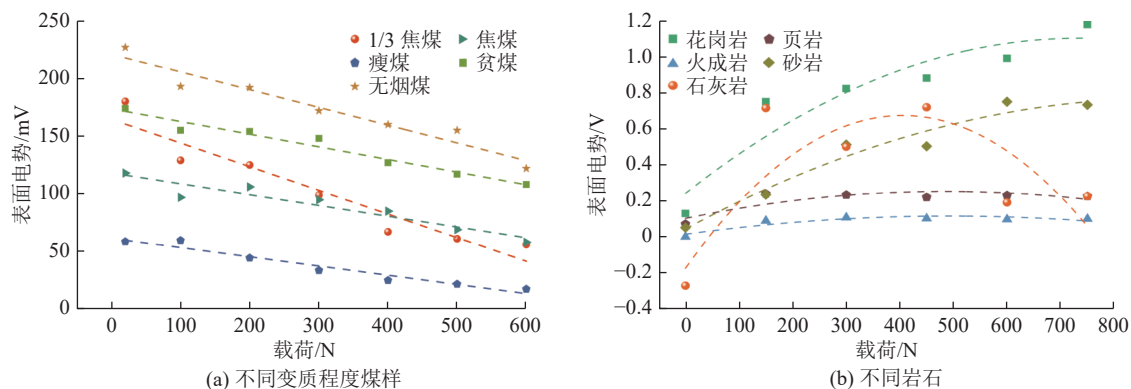 250
200
150
100
50
0
表面电势/mV
1/3 焦煤
焦煤
瘦煤
贫煤
无烟煤
0 100 200 300 400 500 600
载荷/N
(a) 不同变质程度煤样
1.2
1.0
0.8
0.6
0.4
0.2
0
−0.2
−0.4
表面电势/V
花岗岩
页岩
火成岩
砂岩
石灰岩
0 100 200 300 400 500 600 700 800
载荷/N
(b) 不同岩石